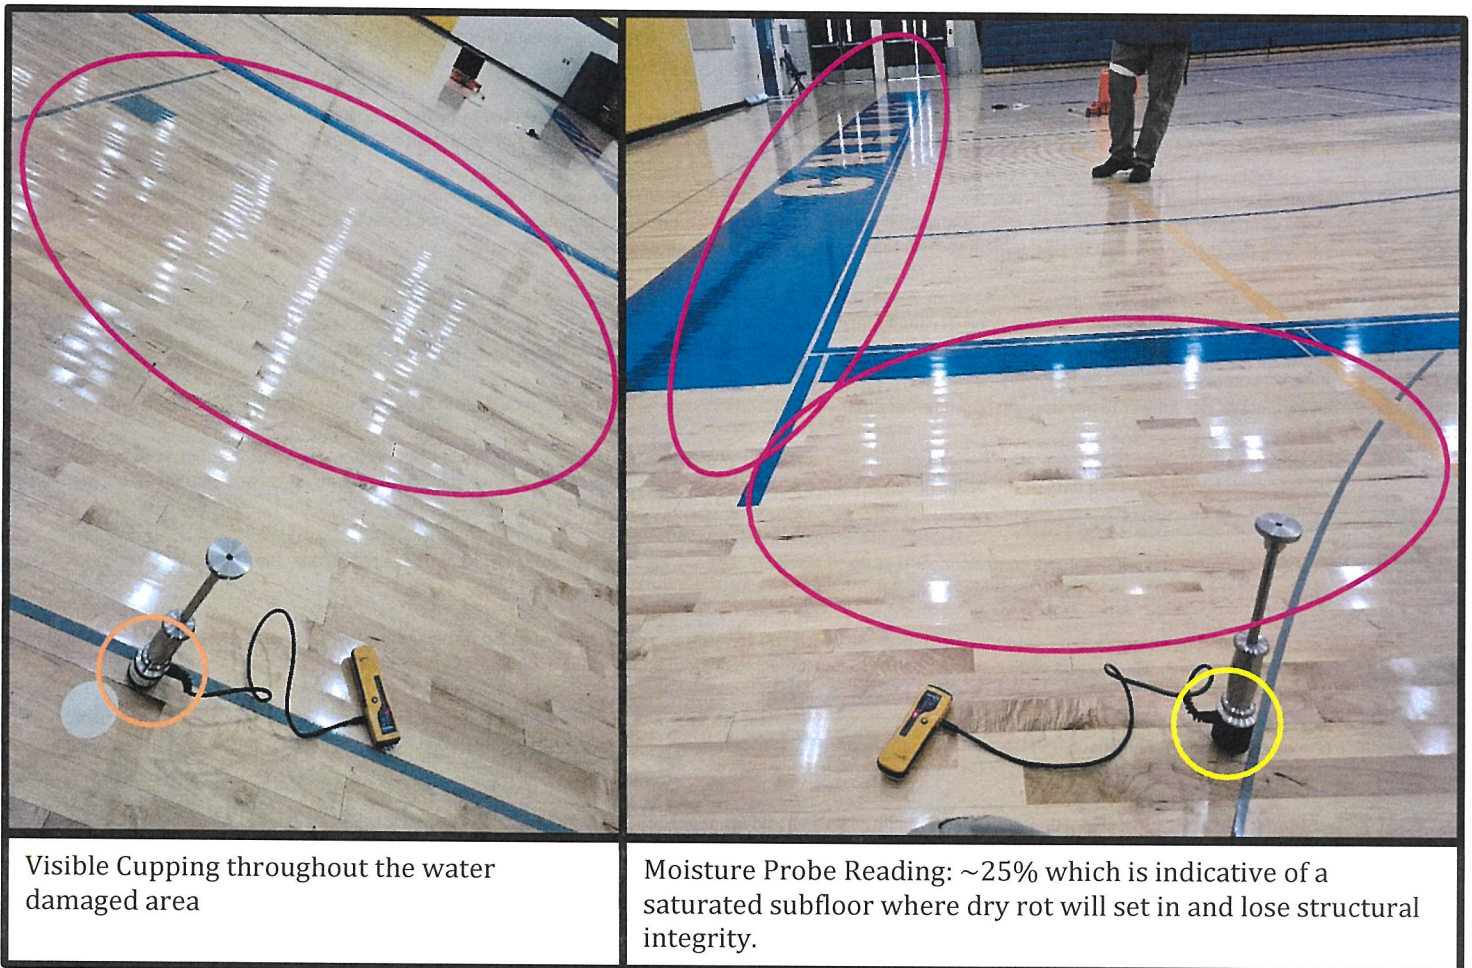 Visible Cupping throughout the water
damaged area
Moisture Probe Reading: ~25% which is indicative of a
saturated subfloor where dry rot will set in and lose structural
integrity.